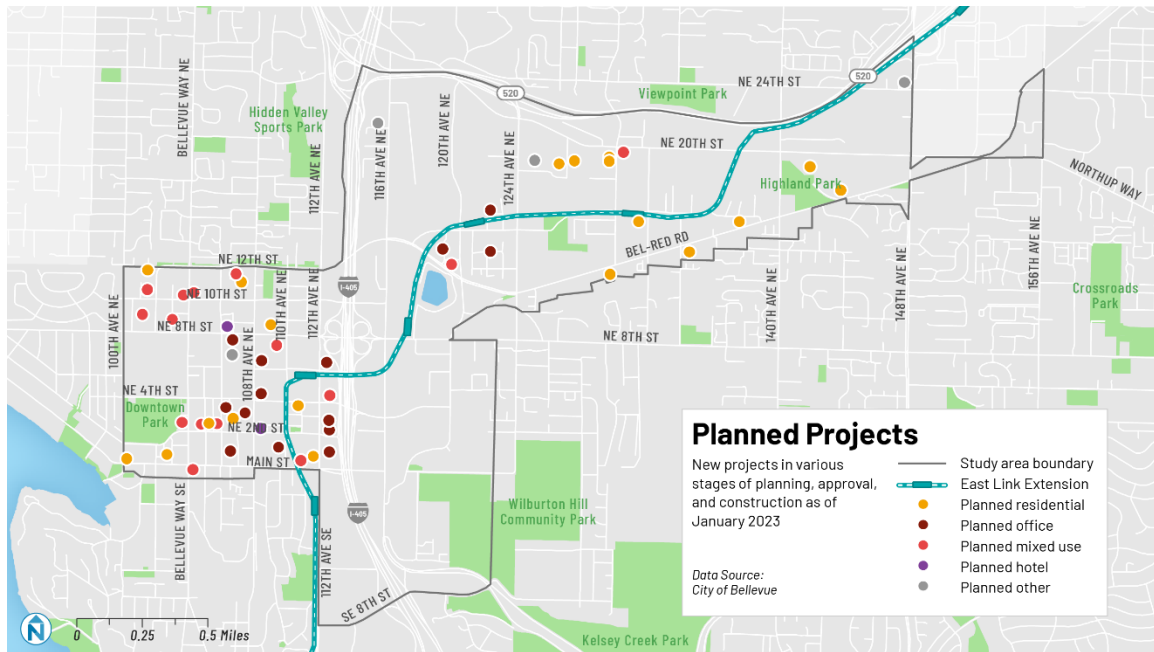 NE 24TH ST
520
520
Viewpoint Park
BELLEVUE WAY NE
Hidden Valley
Sports Park
112TH AVE NE
116TH AVE NE
120TH AVE NE
124TH AVE NE
NE 20TH ST
NORTHUP WAY
Highland Park
BEL-RED RD
NE 12TH ST
NE 10TH ST
I-405
110TH AVE NE
112TH AVE NE
140TH AVE NE
148TH AVE NE
156TH AVE NE
Crossroads
Park
100TH AVE NE
NE 8TH ST
NE 8TH ST
108TH AVE NE
NE 4TH ST
Downtown
Park
NE 2ND ST
MAIN ST
BELLEVUE WAY SE
I-405
112TH AVE SE
Wilburton Hill
Community Park
SE 8TH ST
Kelsey Creek Park
Planned Projects
New projects in various
stages of planning, approval,
and construction as of
January 2023
Data Source:
City of Bellevue
Study area boundary
East Link Extension
Planned residential
Planned office
Planned mixed use
Planned hotel
Planned other
N
0 0.25 0.5 Miles